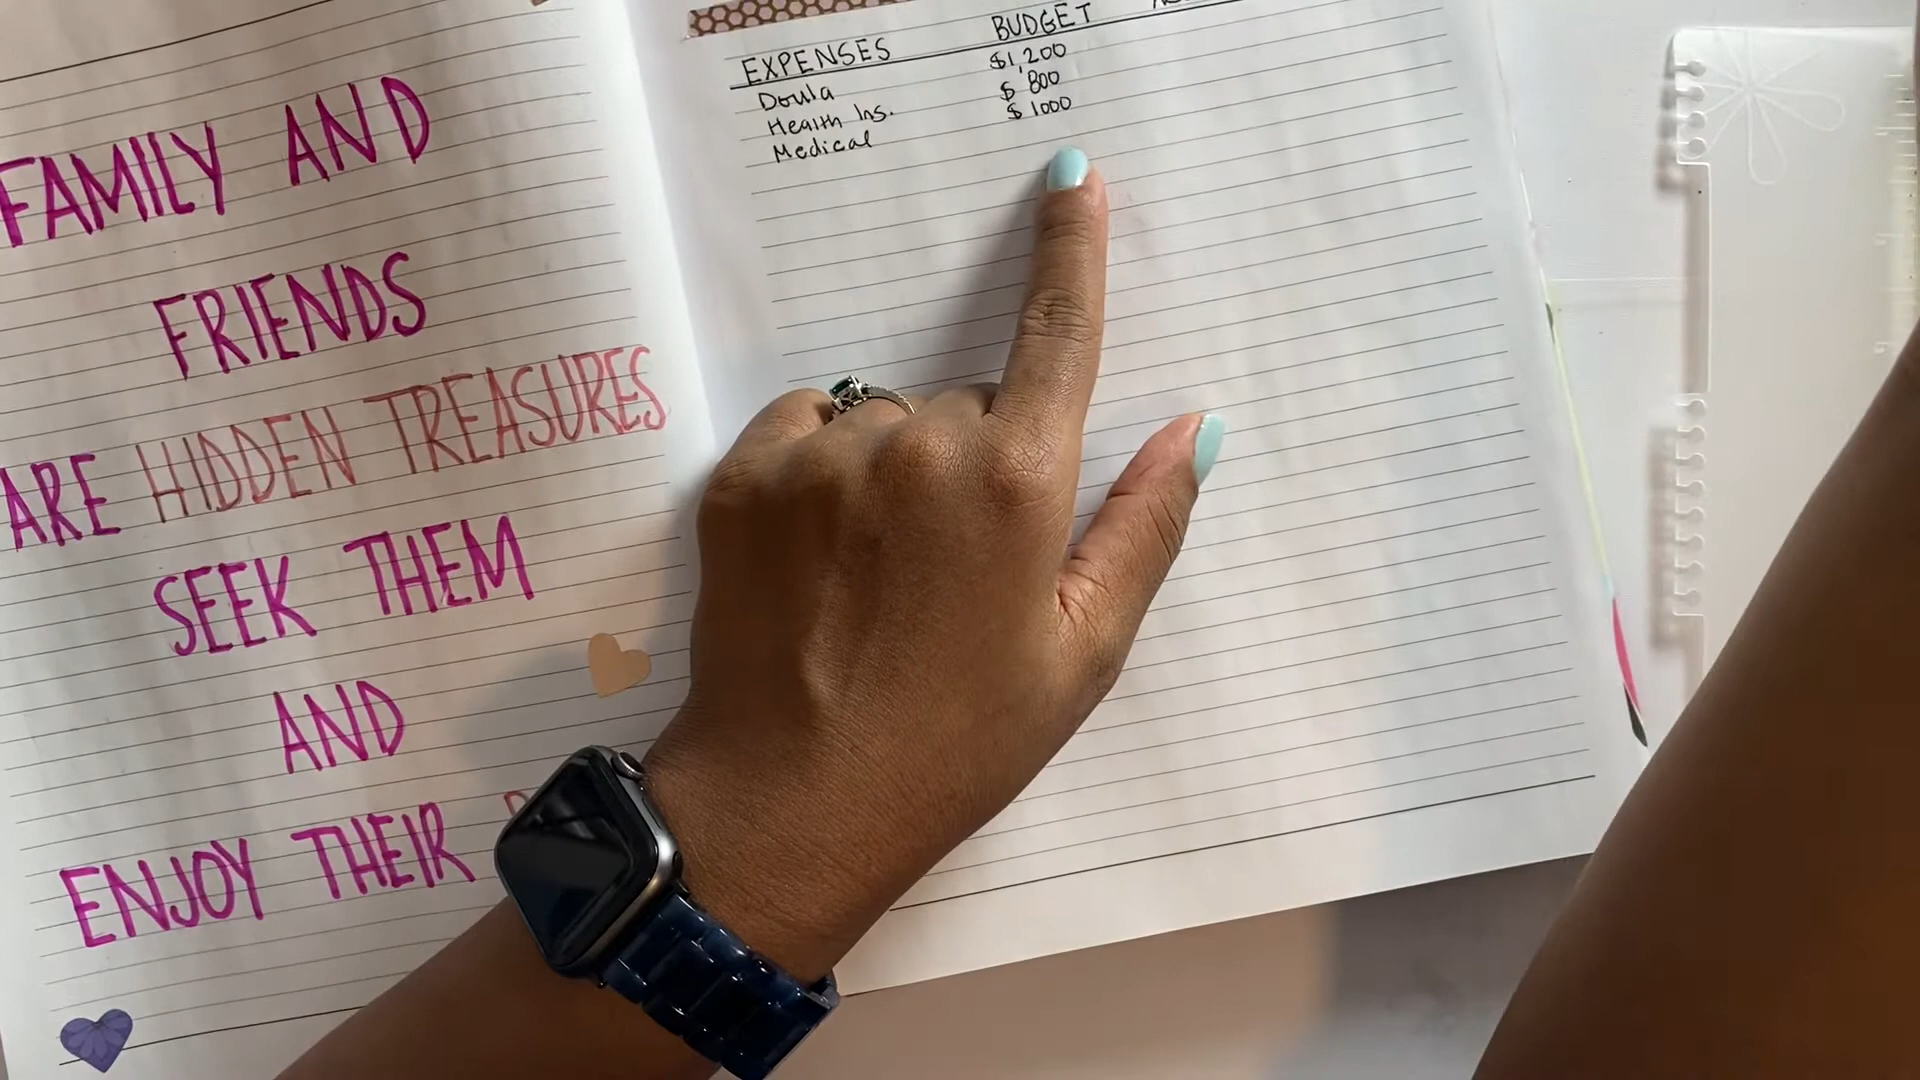 FAMILY AND
FRIENDS
ARE HIDDEN TREASURES
SEEK THEM
AND
ENJOY THEIR
EXPENSES BUDGET
Doula $1,200
Health Ins. $ 800
Medical $ 1000